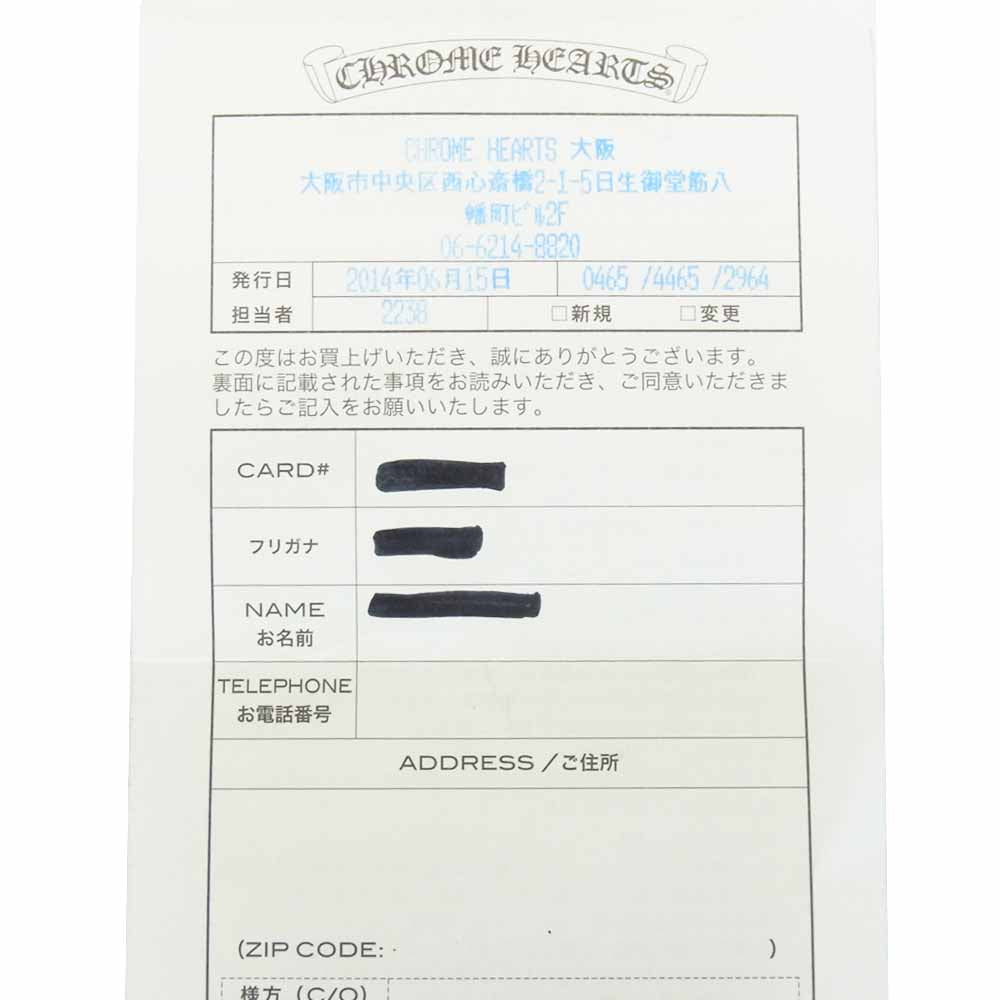 CHROME HEARTS
CHROME HEARTS 大阪
大阪市中央区西心斎橋2-1-5日生御堂筋八
幡町ビル2F
06-6214-8820
発行日 2014年06月15日 0465 /4465 /2964
担当者 2238 □新規 □変更
この度はお買上げいただき、誠にありがとうございます。
裏面に記載された事項をお読みいただき、ご同意いただきま
したらご記入をお願いいたします。
CARD#
フリガナ
NAME
お名前
TELEPHONE
お電話番号
ADDRESS /ご住所
(ZIP CODE: )
様方 (C/O)